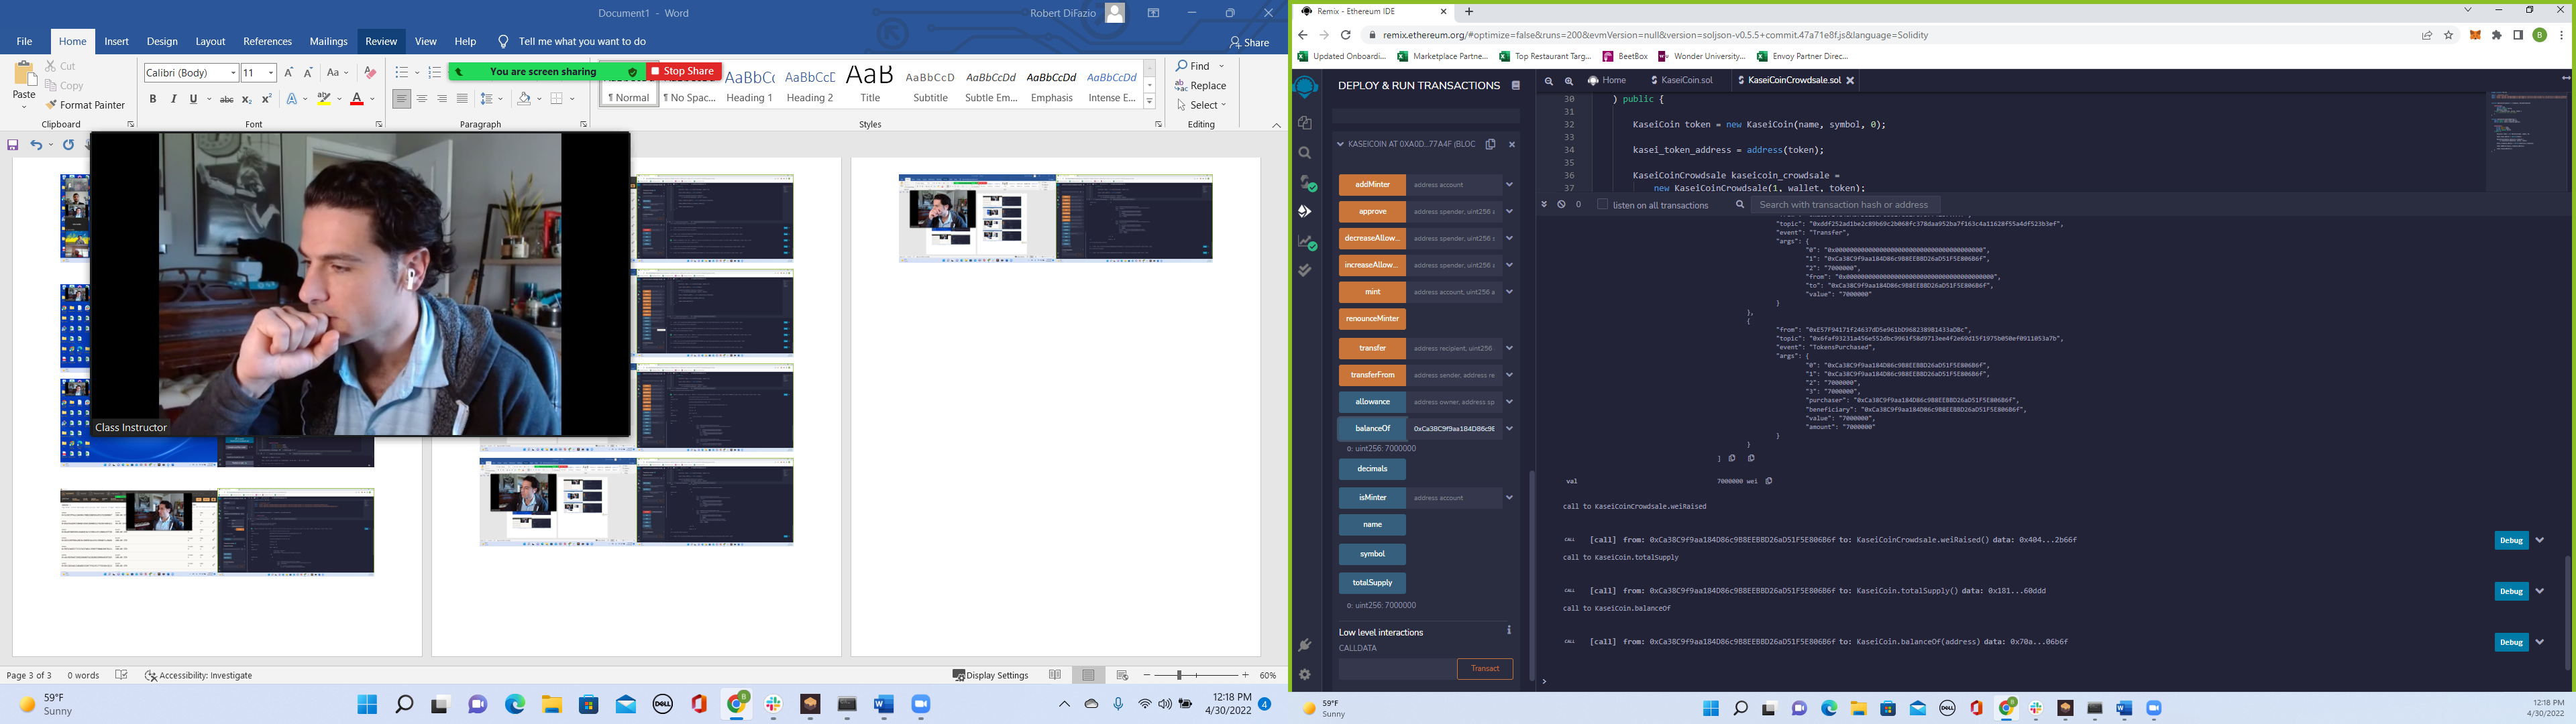 Document1 - Word
Robert DiFazio
File Home Insert Design Layout References Mailings Review View Help Tell me what you want to do
Share
Cut
Copy
Paste
Format Painter
Clipboard
Calibri (Body) 11
Font
You are screen sharing
Stop Share
Paragraph
¶ Normal ¶ No Spac... Heading 1 Heading 2 Title Subtitle Subtle Em... Emphasis Intense E...
Styles
Find
Replace
Select
Editing
Class Instructor
Page 3 of 3 0 words Accessibility: Investigate
Display Settings
60%
59°F
Sunny
12:18 PM
4/30/2022
4
Remix - Ethereum IDE
remix.ethereum.org/#optimize=false&runs=200&evmVersion=null&version=soljson-v0.5.5+commit.47a71e8f.js&language=Solidity
Updated Onboardi... Marketplace Partne... Top Restaurant Targ... BeetBox Wonder University... Envoy Partner Direc...
DEPLOY & RUN TRANSACTIONS
Home KaseiCoin.sol KaseiCoinCrowdsale.sol
KASEICOIN AT 0XA0D...77A4F (BLOC
addMinter address account
approve address spender, uint256 a
decreaseAllow... address spender, uint256 s
increaseAllow... address spender, uint256 a
mint address account, uint256 a
renounceMinter
transfer address recipient, uint256
transferFrom address sender, address re
allowance address owner, address sp
balanceOf 0xCa38C9f9aa184D86c9E
0: uint256: 7000000
decimals
isMinter address account
name
symbol
totalSupply
0: uint256: 7000000
Low level interactions
CALLDATA
Transact
30 ) public {
31
32 KaseiCoin token = new KaseiCoin(name, symbol, 0);
33
34 kasei_token_address = address(token);
35
36 KaseiCoinCrowdsale kaseicoin_crowdsale =
37 new KaseiCoinCrowdsale(1, wallet, token);
0 listen on all transactions Search with transaction hash or address
"event": "Transfer",
"args": {
"0": "0x0000000000000000000000000000000000000000",
"1": "0xCa38C9f9aa184D86c9B8EEBBD26aD51F5E806B6f",
"2": "7000000",
"from": "0x0000000000000000000000000000000000000000",
"to": "0xCa38C9f9aa184D86c9B8EEBBD26aD51F5E806B6f",
"value": "7000000"
}
},
{
"event": "TokensPurchased",
"args": {
"0": "0xCa38C9f9aa184D86c9B8EEBBD26aD51F5E806B6f",
"1": "0xCa38C9f9aa184D86c9B8EEBBD26aD51F5E806B6f",
"2": "7000000",
"3": "7000000",
"purchaser": "0xCa38C9f9aa184D86c9B8EEBBD26aD51F5E806B6f",
"beneficiary": "0xCa38C9f9aa184D86c9B8EEBBD26aD51F5E806B6f",
"value": "7000000",
"amount": "7000000"
}
}
]
val 7000000 wei
call to KaseiCoinCrowdsale.weiRaised
CALL [call] from: 0xCa38C9f9aa184D86c9B8EEBBD26aD51F5E806B6f to: KaseiCoinCrowdsale.weiRaised() data: 0x404...2b66f Debug
call to KaseiCoin.totalSupply
CALL [call] from: 0xCa38C9f9aa184D86c9B8EEBBD26aD51F5E806B6f to: KaseiCoin.totalSupply() data: 0x181...60ddd Debug
call to KaseiCoin.balanceOf
CALL [call] from: 0xCa38C9f9aa184D86c9B8EEBBD26aD51F5E806B6f to: KaseiCoin.balanceOf(address) data: 0x70a...06b6f Debug
59°F
Sunny
12:18 PM
4/30/2022